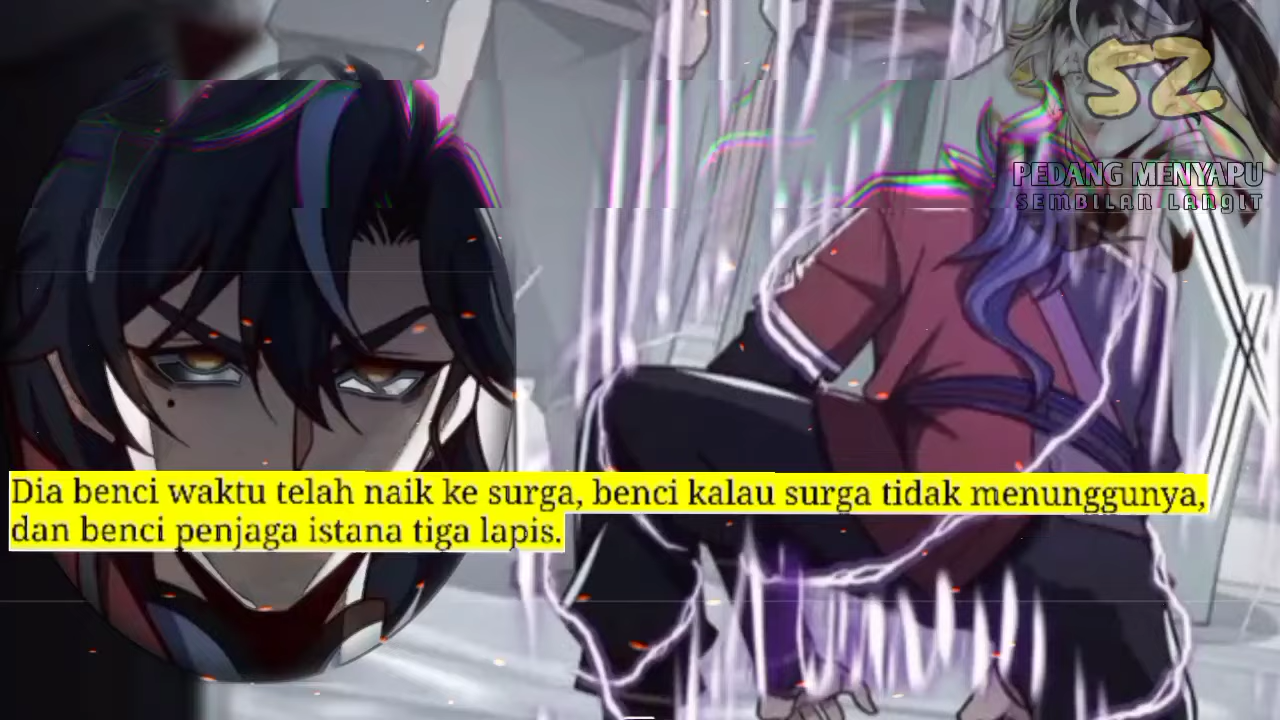 SZ
PEDANG MENYAPU
SEMBILAN LANGIT
Dia benci waktu telah naik ke surga, benci kalau surga tidak menunggunya,
dan benci penjaga istana tiga lapis.